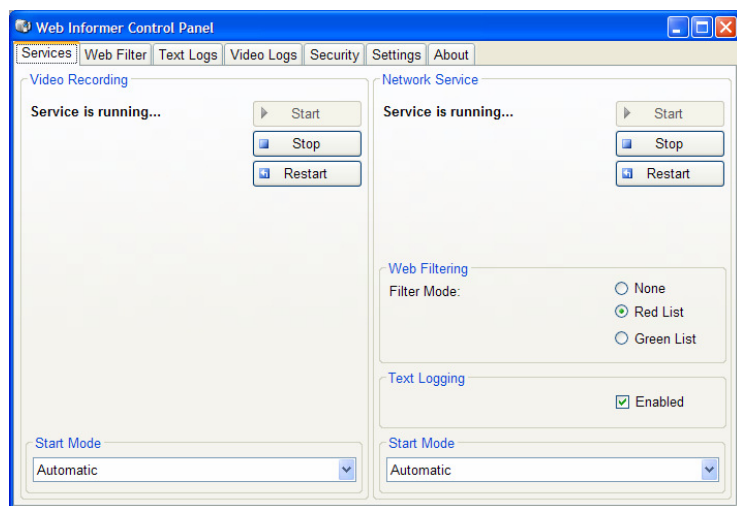 Web Informer Control Panel
Services Web Filter Text Logs Video Logs Security Settings About
Video Recording
Service is running...
Start
Stop
Restart
Start Mode
Automatic
Network Service
Service is running...
Start
Stop
Restart
Web Filtering
Filter Mode:
None
Red List
Green List
Text Logging
Enabled
Start Mode
Automatic